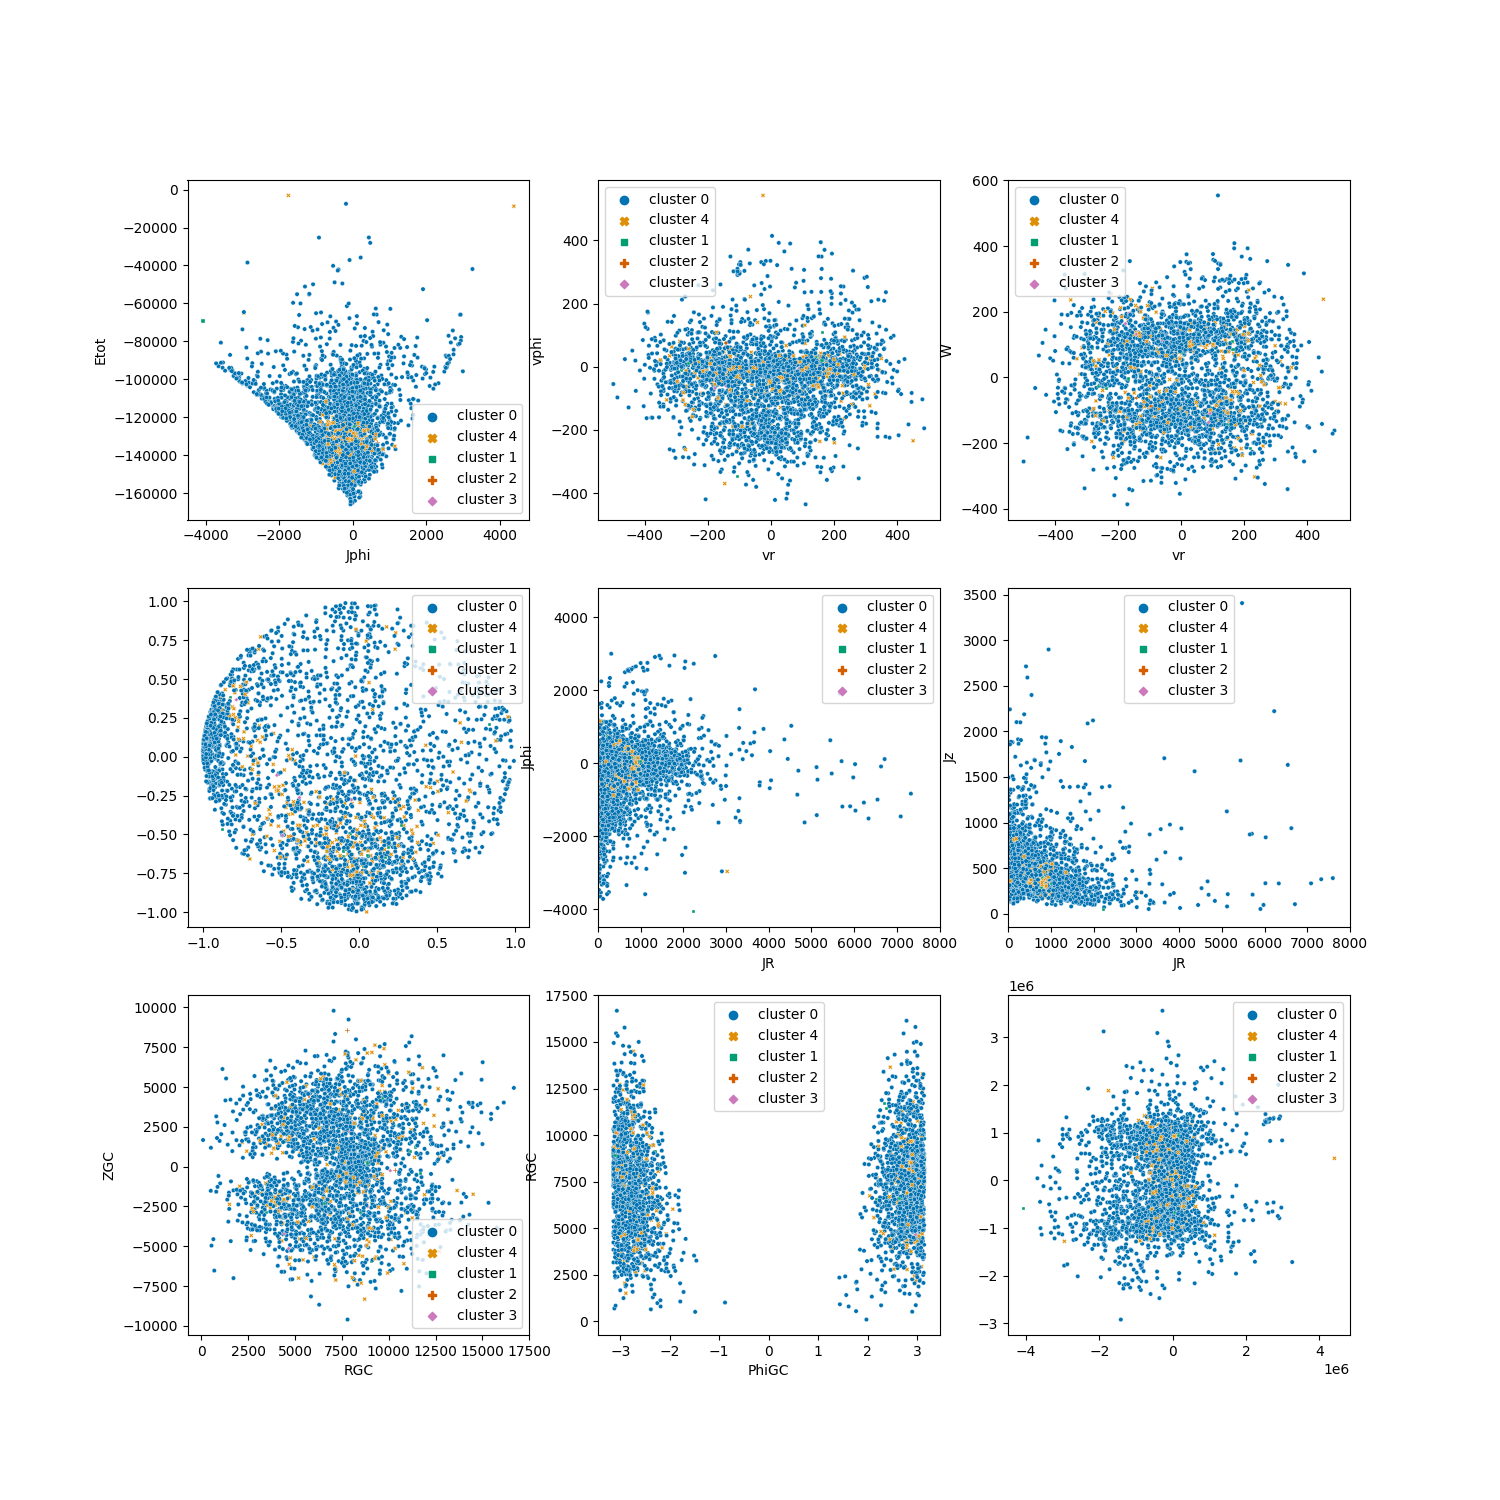 0
−20000
−40000
−60000
−80000
−100000
−120000
−140000
−160000
Etot
−4000 −2000 0 2000 4000
Jphi
cluster 0
cluster 4
cluster 1
cluster 2
cluster 3
400
200
0
−200
−400
vphi
−400 −200 0 200 400
vr
cluster 0
cluster 4
cluster 1
cluster 2
cluster 3
600
400
200
0
−200
−400
W
−400 −200 0 200 400
vr
cluster 0
cluster 4
cluster 1
cluster 2
cluster 3
1.00
0.75
0.50
0.25
0.00
−0.25
−0.50
−0.75
−1.00
−1.0 −0.5 0.0 0.5 1.0
cluster 0
cluster 4
cluster 1
cluster 2
cluster 3
4000
2000
0
−2000
−4000
Jphi
0 1000 2000 3000 4000 5000 6000 7000 8000
JR
cluster 0
cluster 4
cluster 1
cluster 2
cluster 3
3500
3000
2500
2000
1500
1000
500
0
Jz
0 1000 2000 3000 4000 5000 6000 7000 8000
JR
cluster 0
cluster 4
cluster 1
cluster 2
cluster 3
10000
7500
5000
2500
0
−2500
−5000
−7500
−10000
ZGC
0 2500 5000 7500 10000 12500 15000 17500
RGC
cluster 0
cluster 4
cluster 1
cluster 2
cluster 3
17500
15000
12500
10000
7500
5000
2500
0
RGC
−3 −2 −1 0 1 2 3
PhiGC
cluster 0
cluster 4
cluster 1
cluster 2
cluster 3
1e6
3
2
1
0
−1
−2
−3
−4 −2 0 2 4
1e6
cluster 0
cluster 4
cluster 1
cluster 2
cluster 3